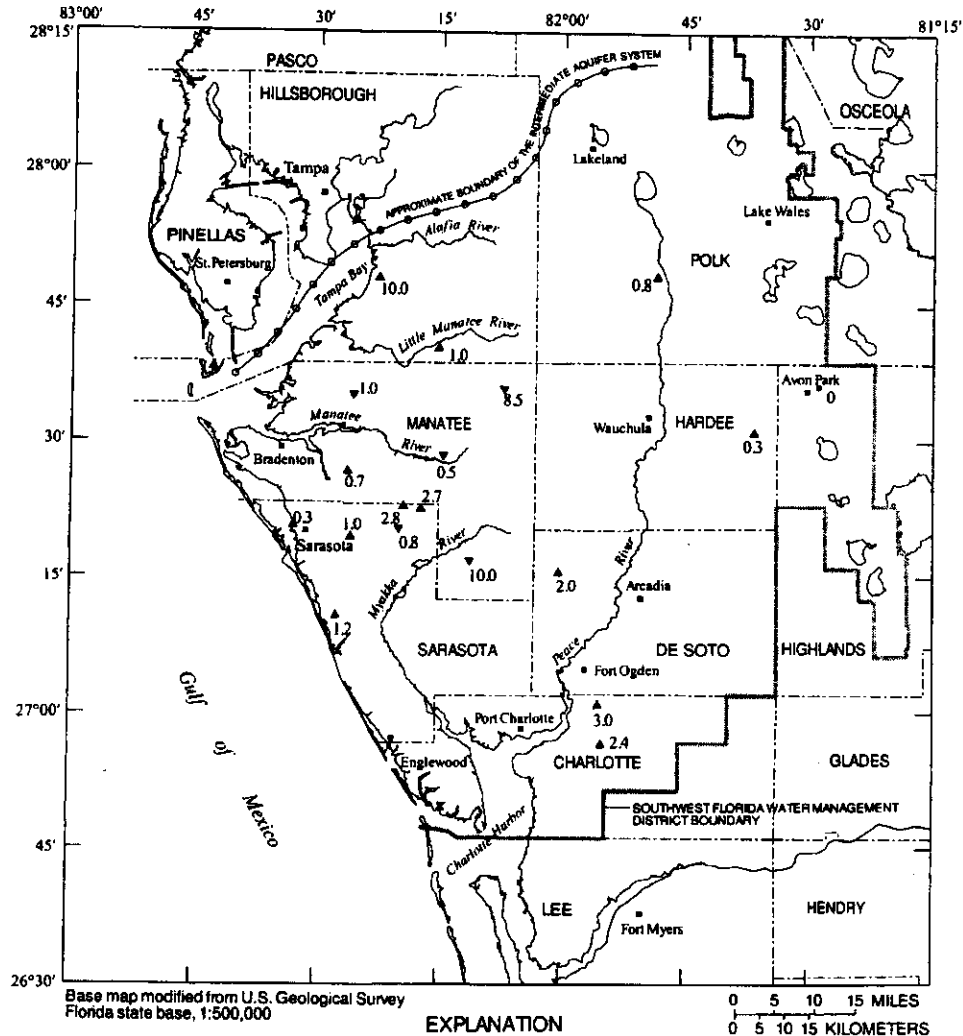 83°00' 45' 30' 15' 82°00' 45' 30' 81°15'
28°15'
PASCO
HILLSBOROUGH
OSCEOLA
APPROXIMATE BOUNDARY OF THE INTERMEDIATE AQUIFER SYSTEM
Lakeland
28°00'
Tampa
Lake Wales
Alafia River
PINELLAS
POLK
St. Petersburg
Tampa Bay
10.0
0.8
45'
Little Manatee River
1.0
1.0
8.5
Avon Park
0
MANATEE
Wauchula
HARDEE
Manatee River
0.3
30'
Bradenton
0.5
0.7
2.7
2.8
0.3
1.0
0.8
Sarasota
Myakka River
10.0
15'
2.0
Peace River
Arcadia
1.2
SARASOTA
DE SOTO
HIGHLANDS
Fort Ogden
Gulf of Mexico
27°00'
Port Charlotte
3.0
2.4
Englewood
CHARLOTTE
GLADES
SOUTHWEST FLORIDA WATER MANAGEMENT
DISTRICT BOUNDARY
Charlotte Harbor
45'
LEE
HENDRY
Fort Myers
26°30'
Base map modified from U.S. Geological Survey
Florida state base, 1:500,000
EXPLANATION
0 5 10 15 MILES
0 5 10 15 KILOMETERS